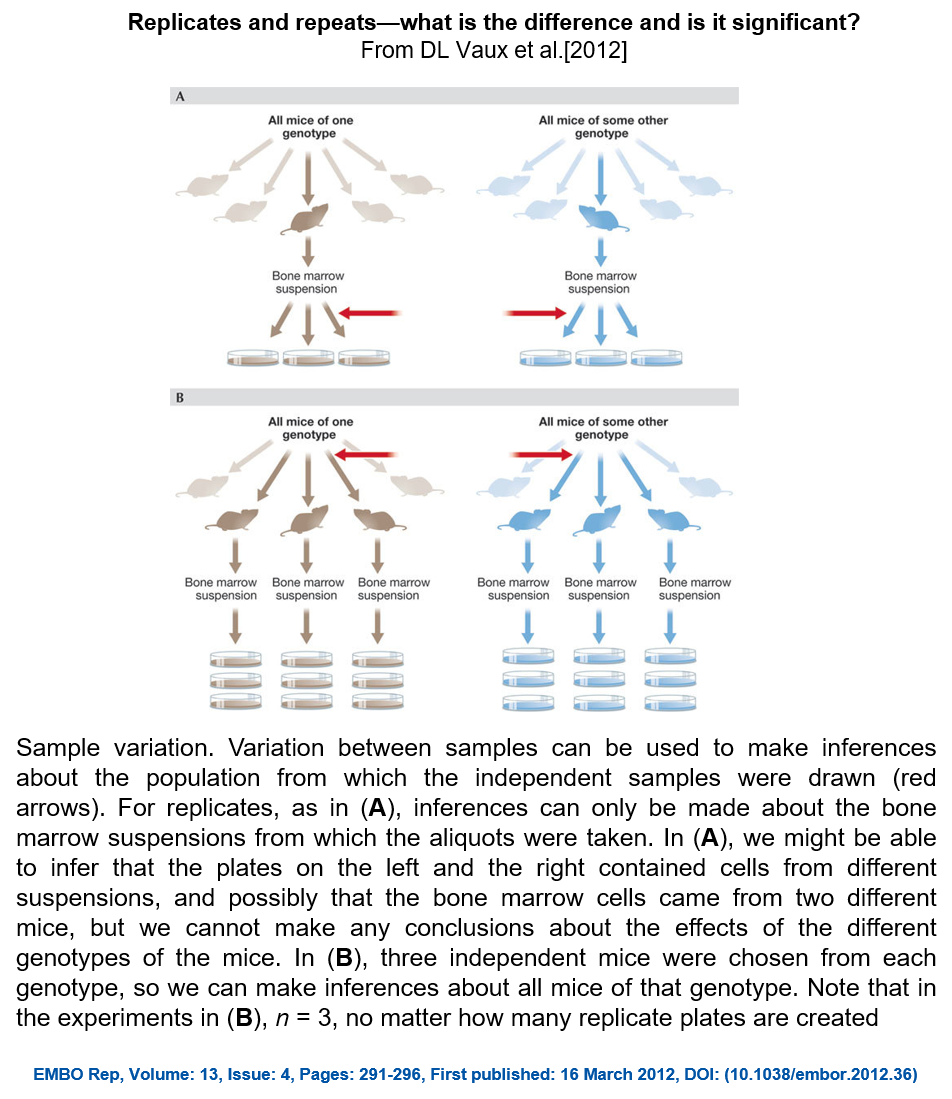 Replicates and repeats—what is the difference and is it significant?
From DL Vaux et al.[2012]
A
All mice of one
genotype
All mice of some other
genotype
Bone marrow
suspension
Bone marrow
suspension
B
All mice of one
genotype
All mice of some other
genotype
Bone marrow
suspension
Bone marrow
suspension
Bone marrow
suspension
Bone marrow
suspension
Bone marrow
suspension
Bone marrow
suspension
Sample variation. Variation between samples can be used to make inferences
about the population from which the independent samples were drawn (red
arrows). For replicates, as in (A), inferences can only be made about the bone
marrow suspensions from which the aliquots were taken. In (A), we might be able
to infer that the plates on the left and the right contained cells from different
suspensions, and possibly that the bone marrow cells came from two different
mice, but we cannot make any conclusions about the effects of the different
genotypes of the mice. In (B), three independent mice were chosen from each
genotype, so we can make inferences about all mice of that genotype. Note that in
the experiments in (B), n = 3, no matter how many replicate plates are created
EMBO Rep, Volume: 13, Issue: 4, Pages: 291-296, First published: 16 March 2012, DOI: (10.1038/embor.2012.36)